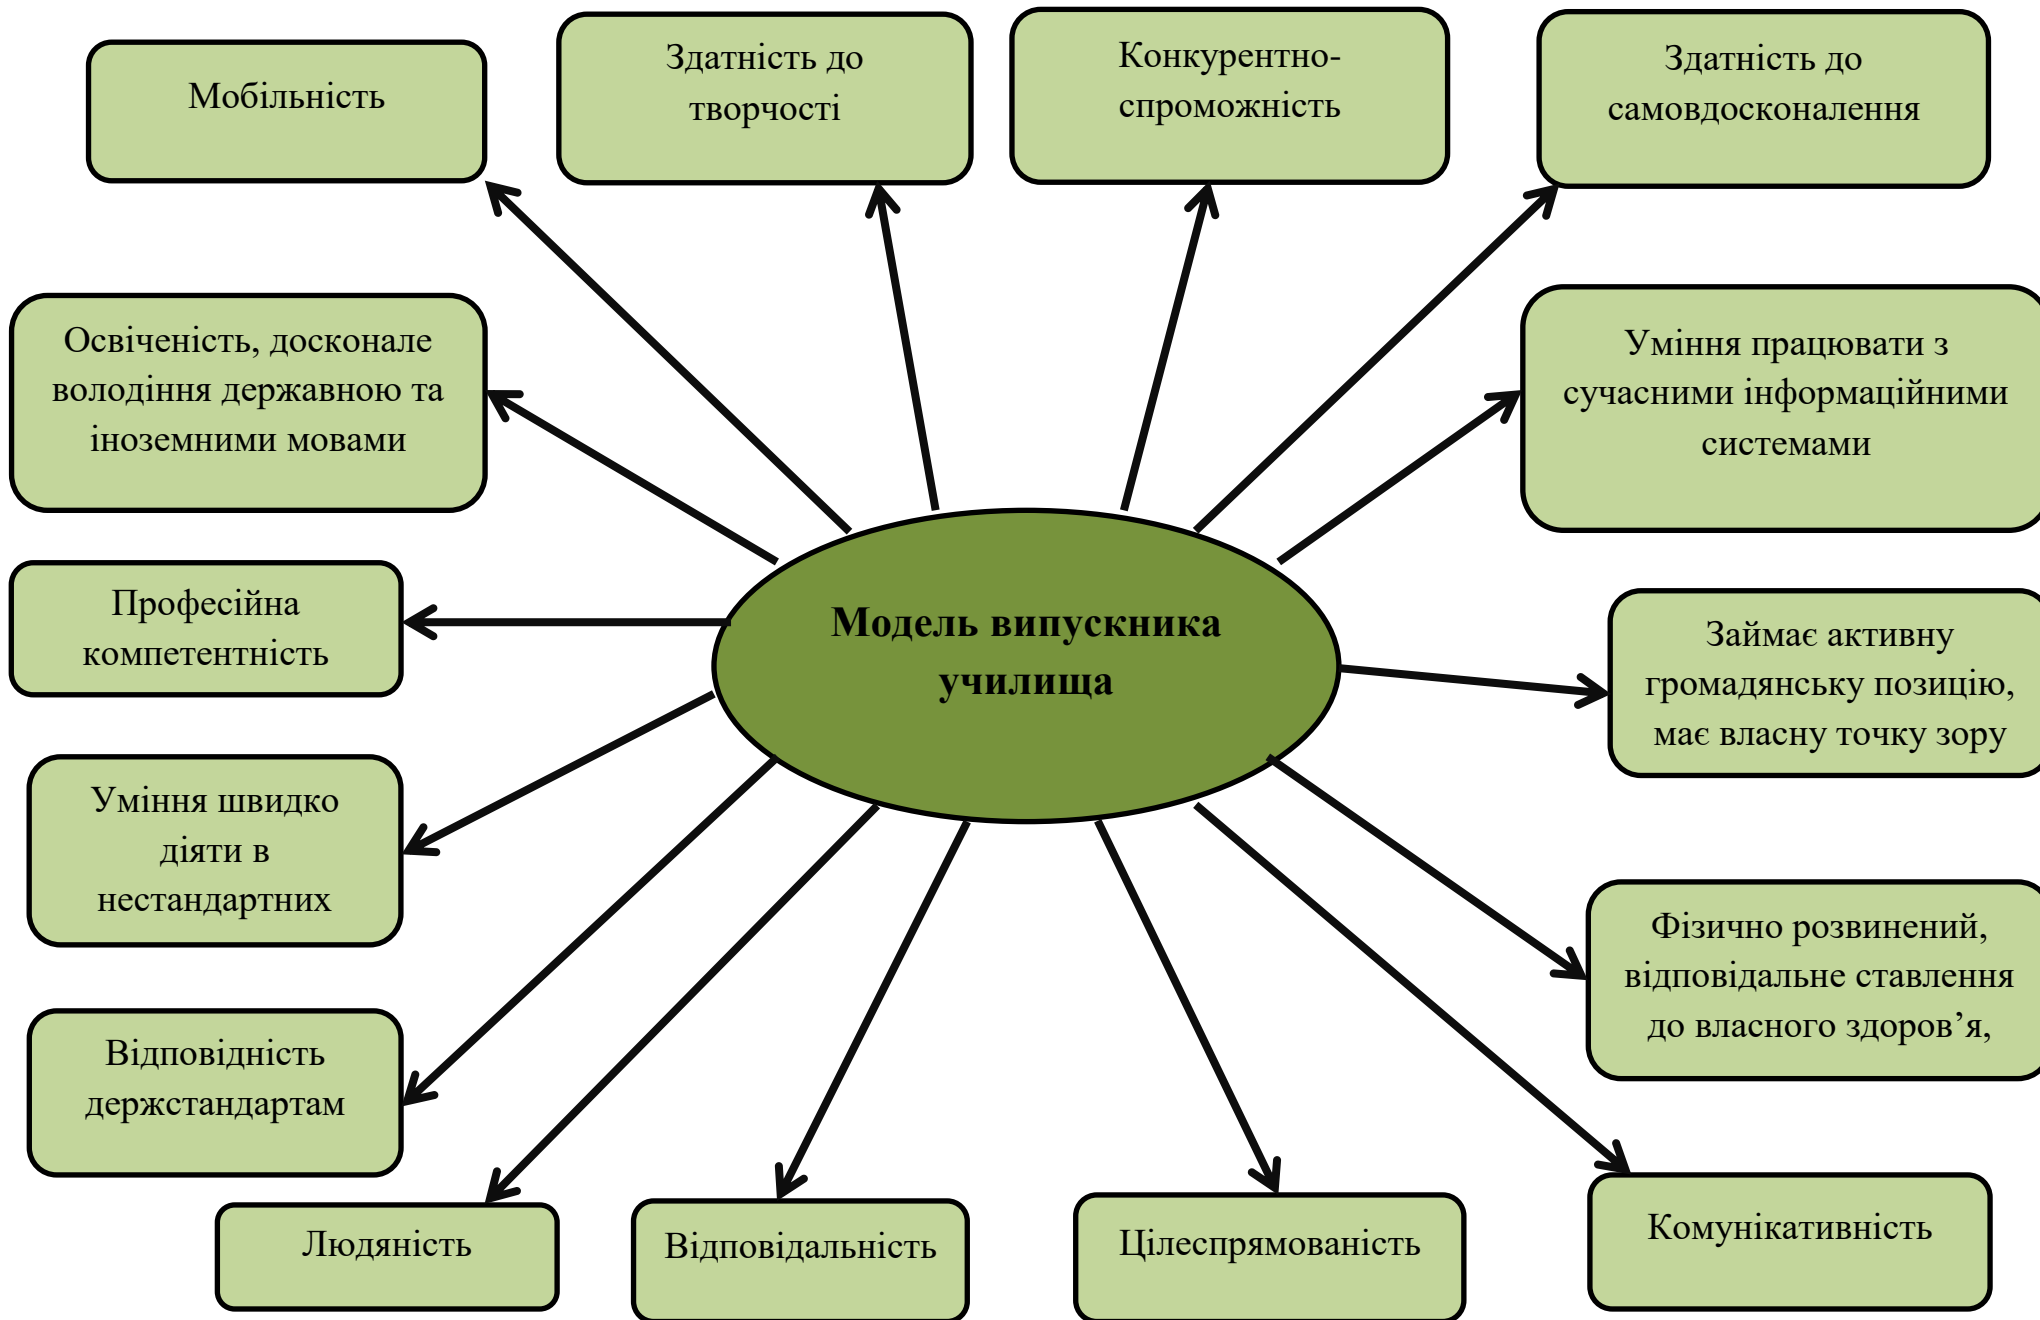 Мобільність
Здатність до
творчості
Конкурентно-
спроможність
Здатність до
самовдосконалення
Освіченість, досконале
володіння державною та
іноземними мовами
Уміння працювати з
сучасними інформаційними
системами
Професійна
компетентність
Модель випускника
училища
Займає активну
громадянську позицію,
має власну точку зору
Уміння швидко
діяти в
нестандартних
Фізично розвинений,
відповідальне ставлення
до власного здоров’я,
Відповідність
держстандартам
Людяність
Відповідальність
Цілеспрямованість
Комунікативність